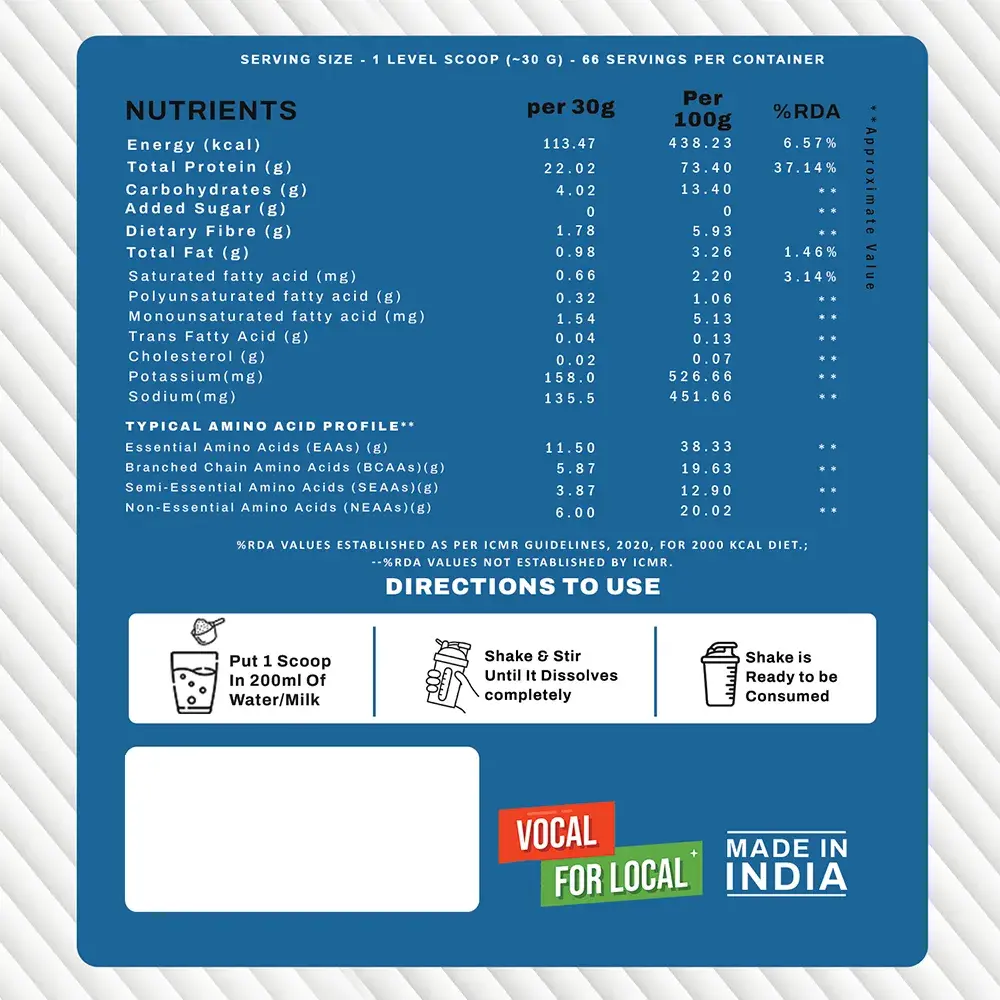 SERVING SIZE - 1 LEVEL SCOOP (~30 G) - 66 SERVINGS PER CONTAINER
NUTRIENTS per 30g Per 100g %RDA
Energy (kcal) 113.47 438.23 6.57%
Total Protein (g) 22.02 73.40 37.14%
Carbohydrates (g) 4.02 13.40 **
Added Sugar (g) 0 0 **
Dietary Fibre (g) 1.78 5.93 **
Total Fat (g) 0.98 3.26 1.46%
Saturated fatty acid (mg) 0.66 2.20 3.14%
Polyunsaturated fatty acid (g) 0.32 1.06 **
Monounsaturated fatty acid (mg) 1.54 5.13 **
Trans Fatty Acid (g) 0.04 0.13 **
Cholesterol (g) 0.02 0.07 **
Potassium(mg) 158.0 526.66 **
Sodium(mg) 135.5 451.66 **
**Approximate Value
TYPICAL AMINO ACID PROFILE**
Essential Amino Acids (EAAs) (g) 11.50 38.33 **
Branched Chain Amino Acids (BCAAs)(g) 5.87 19.63 **
Semi-Essential Amino Acids (SEAAs)(g) 3.87 12.90 **
Non-Essential Amino Acids (NEAAs)(g) 6.00 20.02 **
%RDA VALUES ESTABLISHED AS PER ICMR GUIDELINES, 2020, FOR 2000 KCAL DIET.;
--%RDA VALUES NOT ESTABLISHED BY ICMR.
DIRECTIONS TO USE
Put 1 Scoop
In 200ml Of
Water/Milk
Shake & Stir
Until It Dissolves
completely
Shake is
Ready to be
Consumed
VOCAL
FOR LOCAL
MADE IN
INDIA